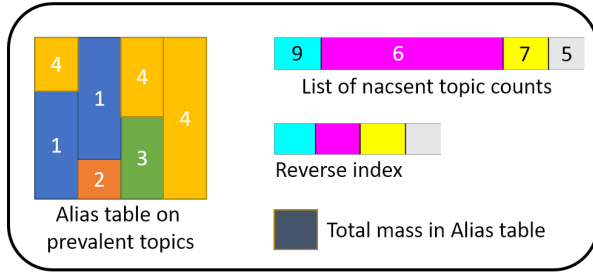 4
1
1
2
4
3
4
Alias table on
prevalent topics
9 6 7 5
List of nacsent topic counts
Reverse index
Total mass in Alias table